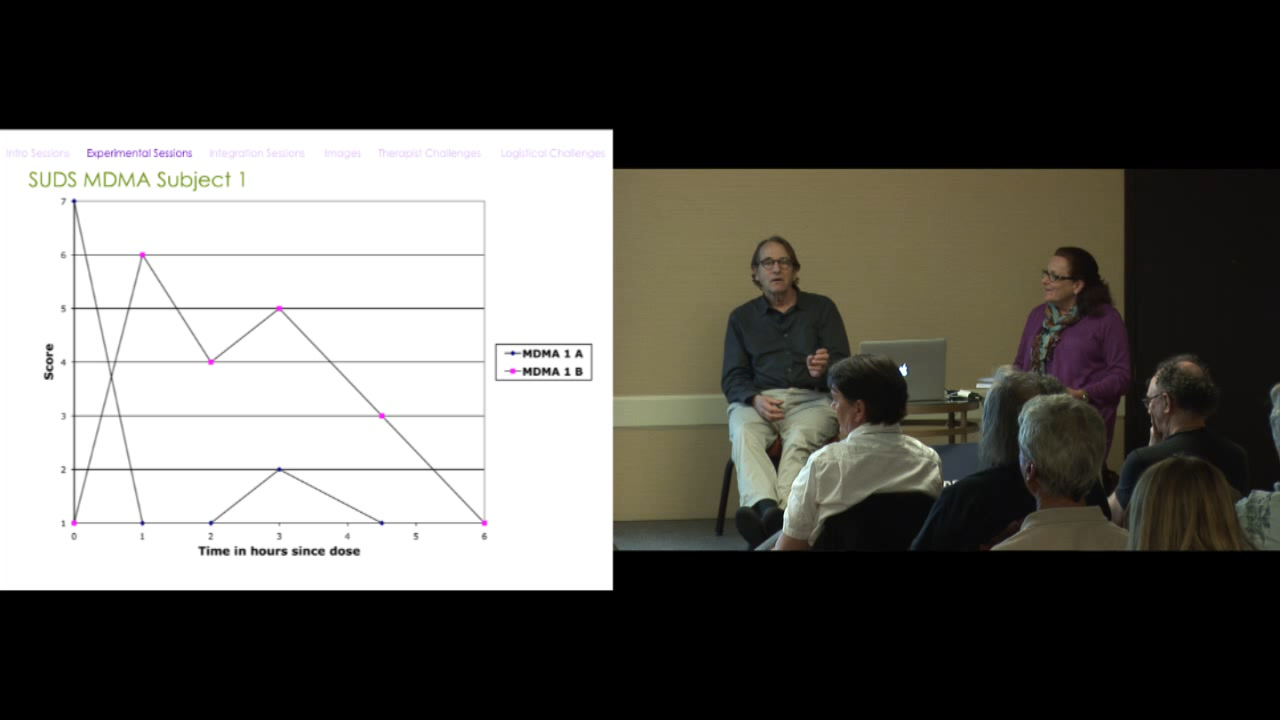 Intro Sessions Experimental Sessions Integration Sessions Images Therapist Challenges Logistical Challenges
SUDS MDMA Subject 1
7
6
5
4
3
2
1
Score
0 1 2 3 4 5 6
Time in hours since dose
MDMA 1 A
MDMA 1 B